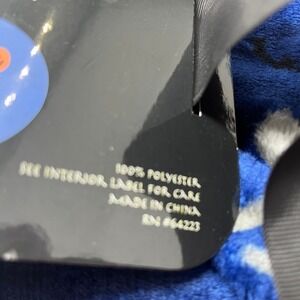 100% POLYESTER
SEE INTERIOR LABEL FOR CARE
MADE IN CHINA
RN #64223